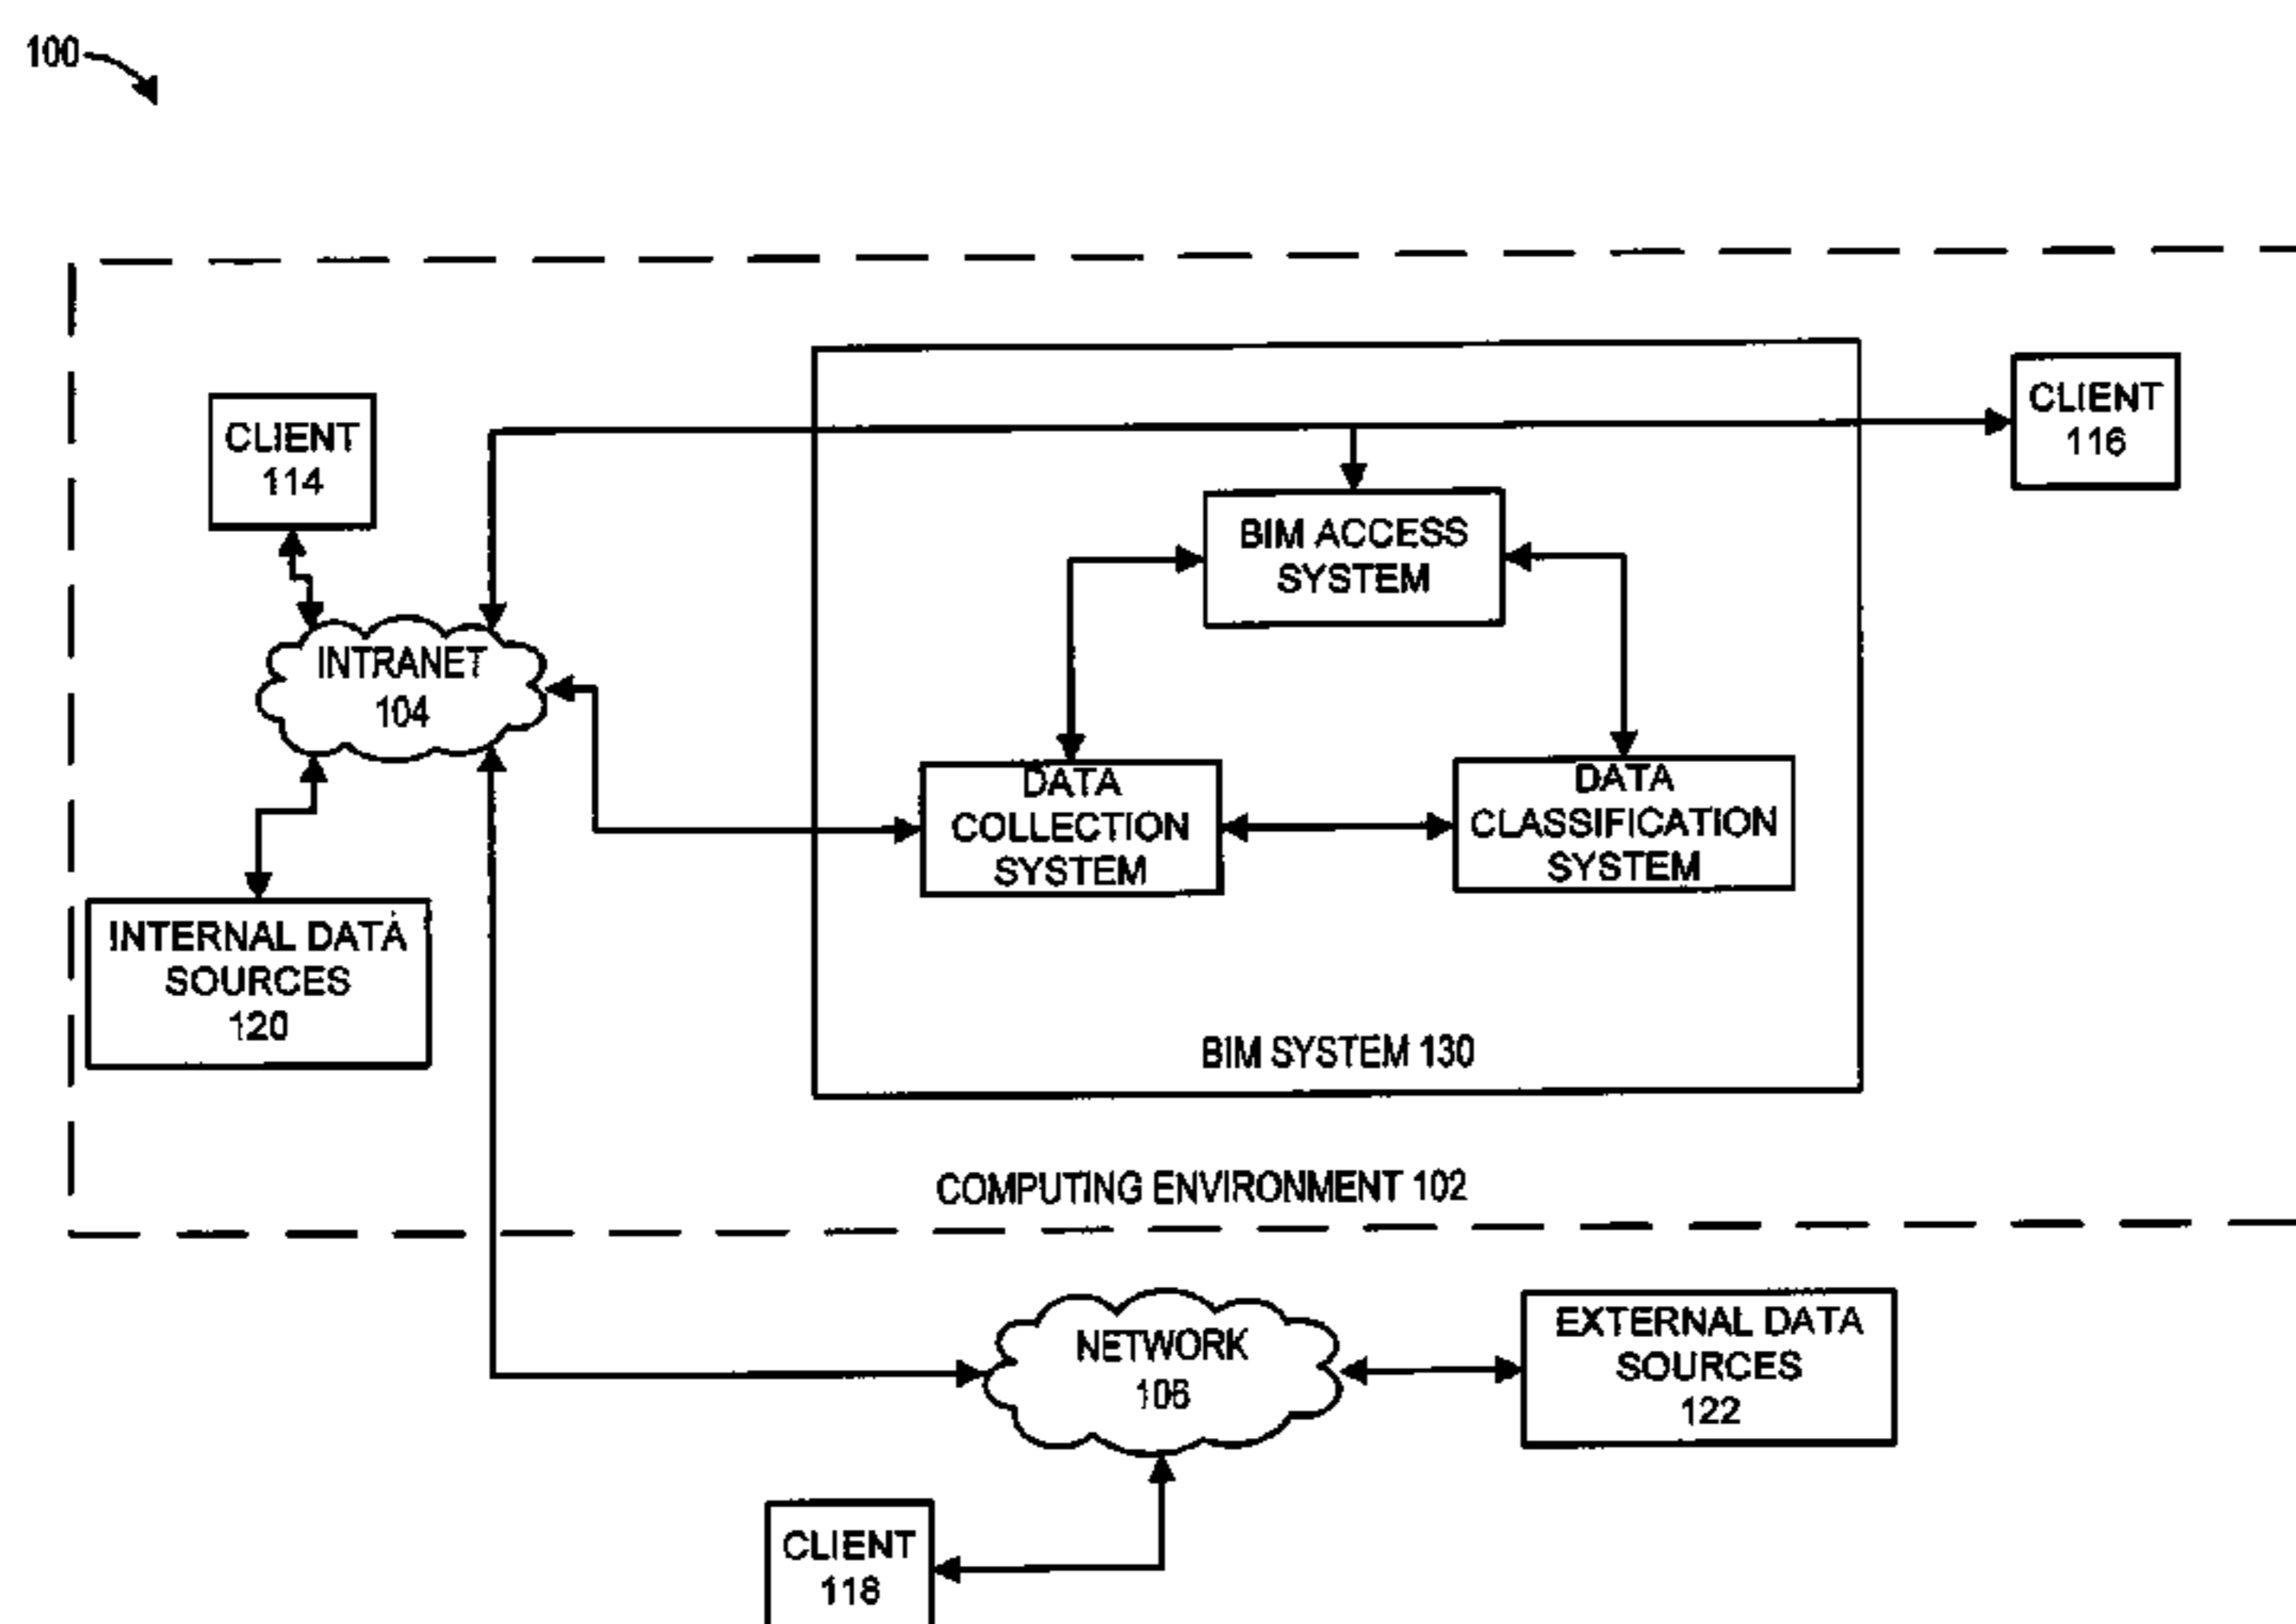 100
CLIENT
114
CLIENT
116
BIM ACCESS
SYSTEM
INTRANET
104
DATA
COLLECTION
SYSTEM
DATA
CLASSIFICATION
SYSTEM
INTERNAL DATA
SOURCES
120
BIM SYSTEM 130
COMPUTING ENVIRONMENT 102
NETWORK
106
EXTERNAL DATA
SOURCES
122
CLIENT
118